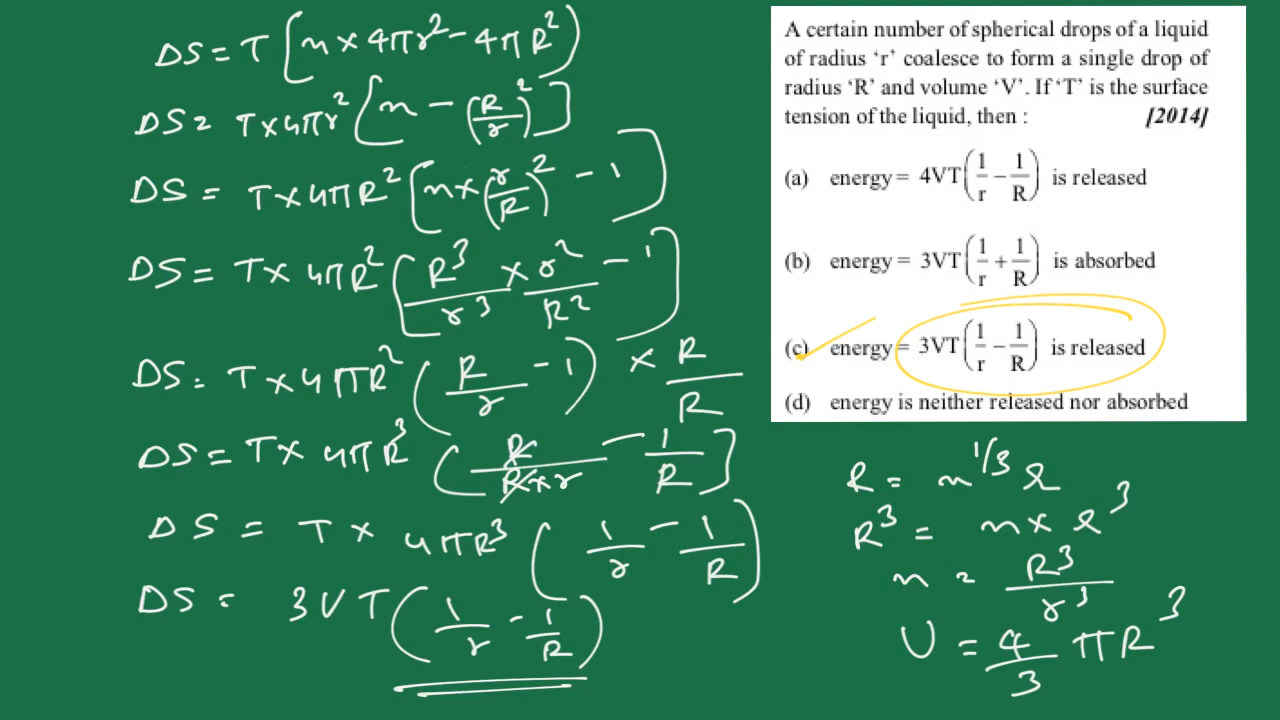 DS = T [n × 4πr² - 4πR²)
DS = T × 4πr² [n - (R/r)²]
DS = T × 4πR² [n × (r/R)² - 1]
DS = T × 4πR² [R³/r³ × r²/R² - 1]
DS = T × 4πR² (R/r - 1) × R/R
DS = T × 4πR³ (R/R×r - 1/R]
DS = T × 4πR³ (1/r - 1/R)
DS = 3VT (1/r - 1/R)
A certain number of spherical drops of a liquid
of radius ‘r’ coalesce to form a single drop of
radius ‘R’ and volume ‘V’. If ‘T’ is the surface
tension of the liquid, then : [2014]
(a) energy = 4VT(1/r − 1/R) is released
(b) energy = 3VT(1/r + 1/R) is absorbed
(c) energy = 3VT(1/r − 1/R) is released
(d) energy is neither released nor absorbed
R = n^1/3 r
R³ = n × r³
n = R³/r³
V = 4/3 πR³